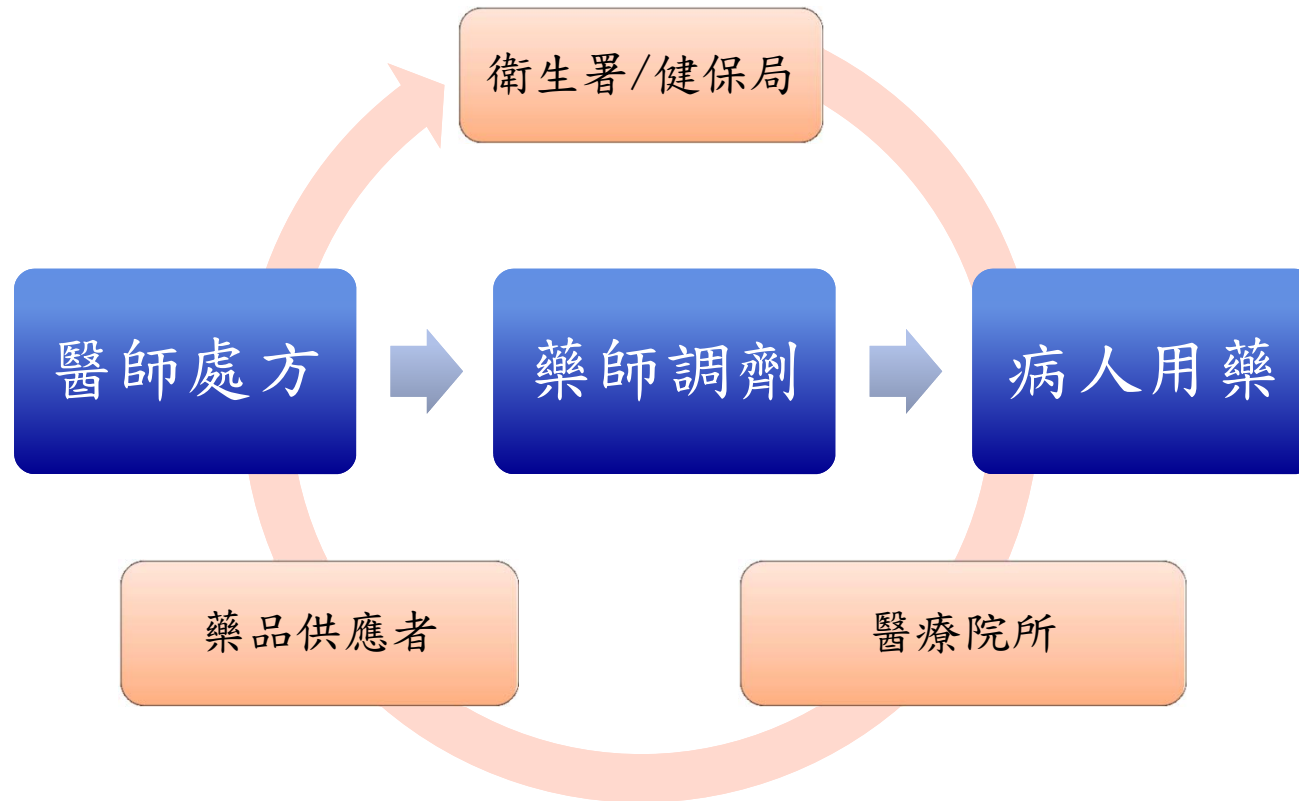 衛生署/健保局
醫師處方
藥師調劑
病人用藥
藥品供應者
醫療院所